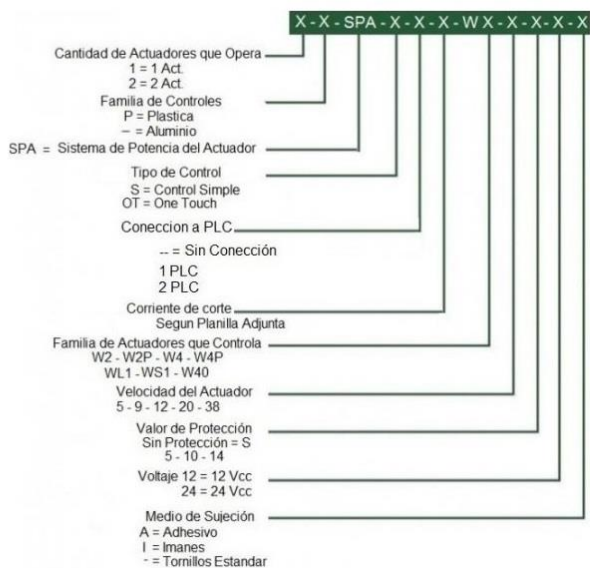 X - X - SPA - X - X - X - W X - X - X - X - X
Cantidad de Actuadores que Opera
1 = 1 Act.
2 = 2 Act.
Familia de Controles
P = Plastica
– = Aluminio
SPA = Sistema de Potencia del Actuador
Tipo de Control
S = Control Simple
OT = One Touch
Coneccion a PLC
-- = Sin Conección
1 PLC
2 PLC
Corriente de corte
Segun Planilla Adjunta
Familia de Actuadores que Controla
W2 - W2P - W4 - W4P
WL1 - WS1 - W40
Velocidad del Actuador
5 - 9 - 12 - 20 - 38
Valor de Protección
Sin Protección = S
5 - 10 - 14
Voltaje 12 = 12 Vcc
24 = 24 Vcc
Medio de Sujeción
A = Adhesivo
I = Imanes
- = Tornillos Estandar